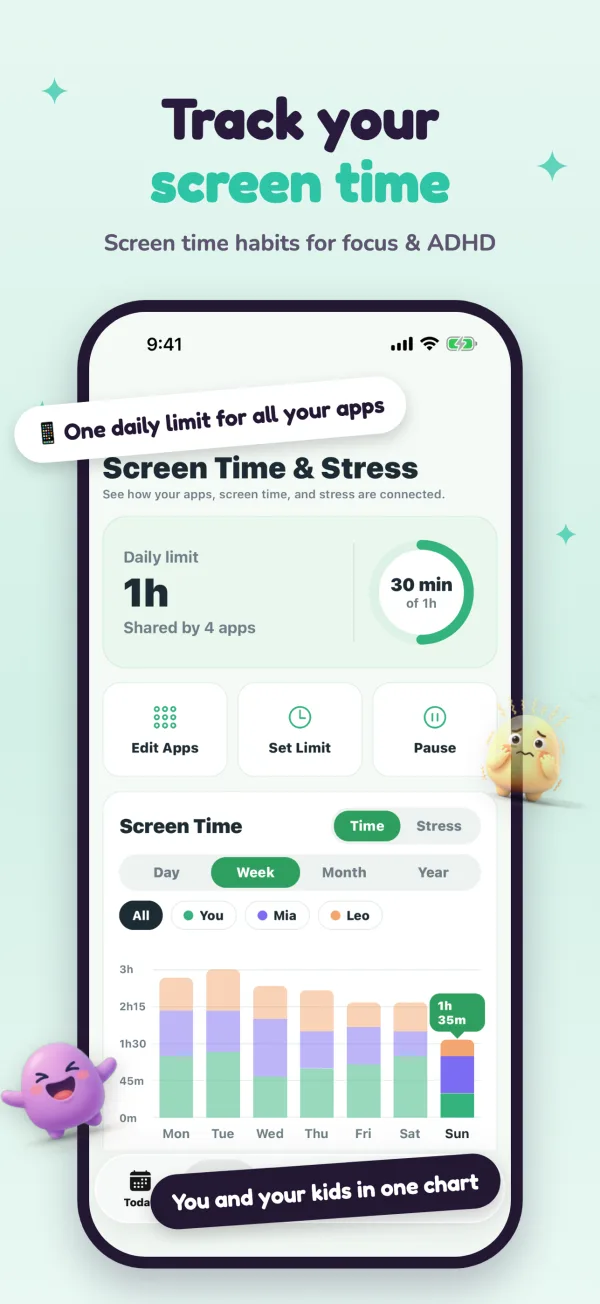 Track your
screen time
Screen time habits for focus & ADHD
9:41
One daily limit for all your apps
Screen Time & Stress
See how your apps, screen time, and stress are connected.
Daily limit
1h
Shared by 4 apps
30 min
of 1h
Edit Apps
Set Limit
Pause
Screen Time
Time
Stress
Day
Week
Month
Year
All
You
Mia
Leo
3h
2h15
1h30
45m
0m
1h
35m
Mon
Tue
Wed
Thu
Fri
Sat
Sun
You and your kids in one chart